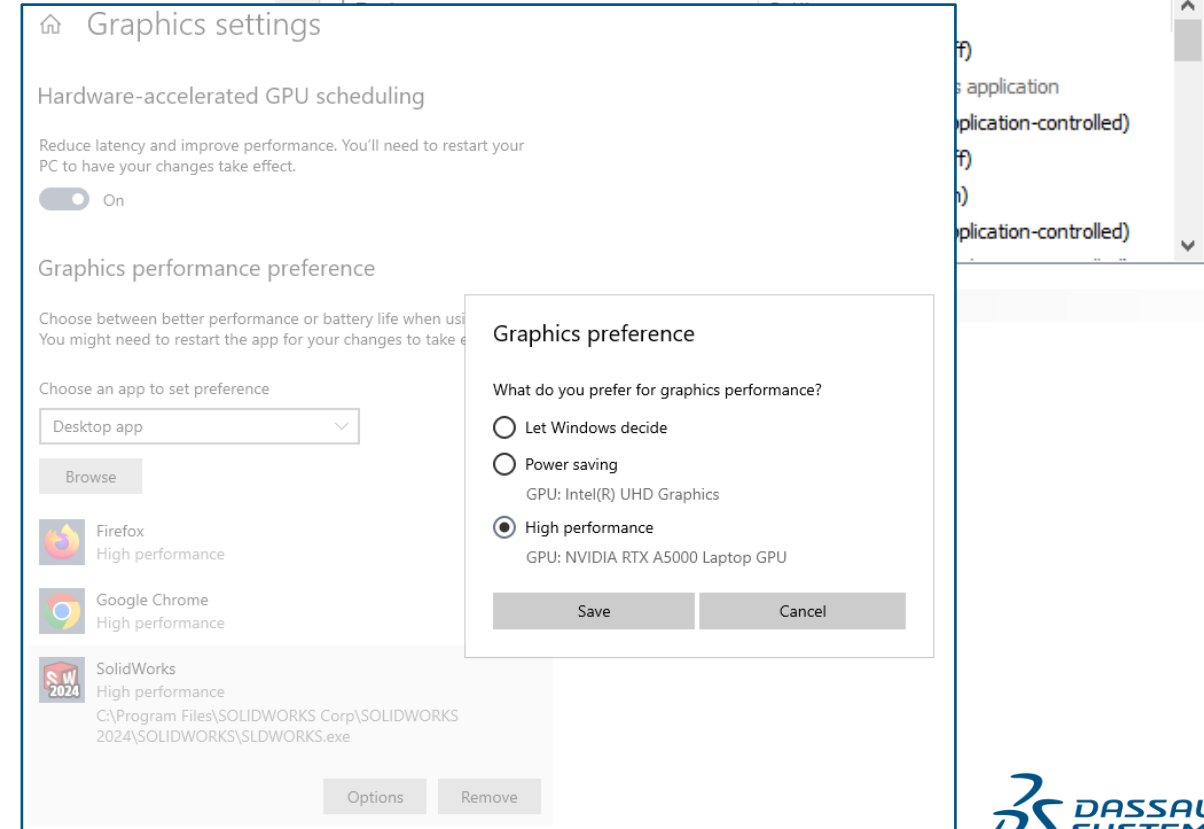 Graphics settings
Hardware-accelerated GPU scheduling
Reduce latency and improve performance. You'll need to restart your
PC to have your changes take effect.
On
Graphics performance preference
Choose between better performance or battery life when usi
You might need to restart the app for your changes to take e
Choose an app to set preference
Desktop app
Browse
Firefox
High performance
Google Chrome
High performance
SolidWorks
High performance
C:\Program Files\SOLIDWORKS Corp\SOLIDWORKS
2024\SOLIDWORKS\SLDWORKS.exe
Options Remove
SW
2024
Graphics preference
What do you prefer for graphics performance?
Let Windows decide
Power saving
GPU: Intel(R) UHD Graphics
High performance
GPU: NVIDIA RTX A5000 Laptop GPU
Save Cancel
ff)
s application
plication-controlled)
ff)
n)
plication-controlled)
DASSAU